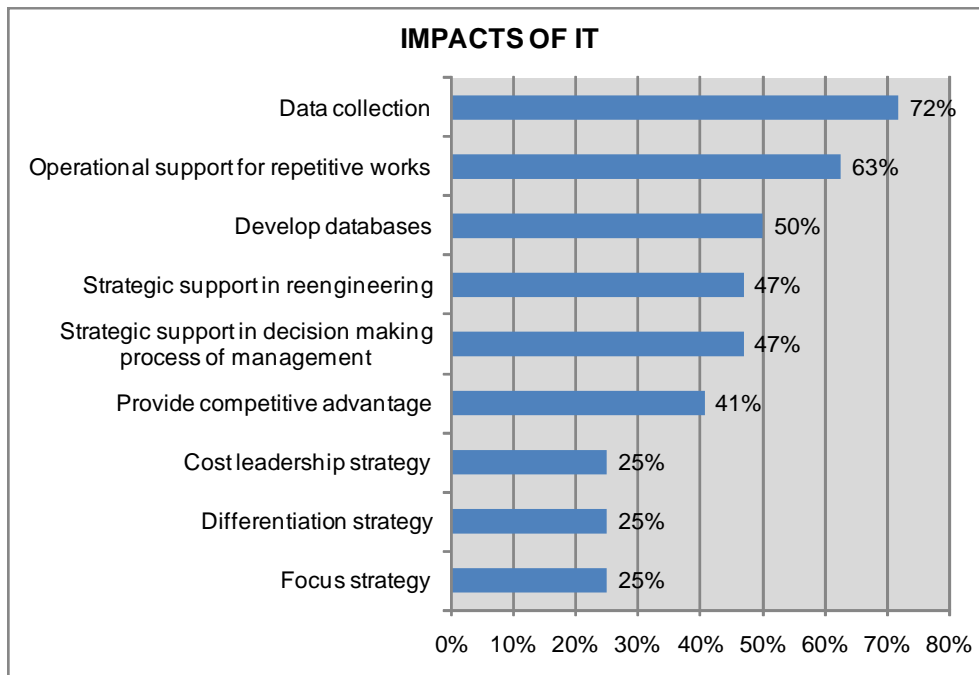 IMPACTS OF IT
Data collection
72%
Operational support for repetitive works
63%
Develop databases
50%
Strategic support in reengineering
47%
Strategic support in decision making
process of management
47%
Provide competitive advantage
41%
Cost leadership strategy
25%
Differentiation strategy
25%
Focus strategy
25%
0% 10% 20% 30% 40% 50% 60% 70% 80%